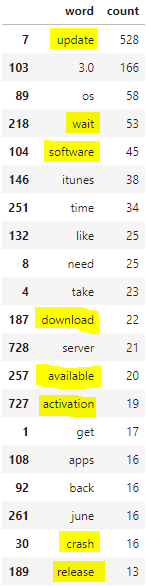 word count
7 update 528
103 3.0 166
89 os 58
218 wait 53
104 software 45
146 itunes 38
251 time 34
132 like 25
8 need 25
4 take 23
187 download 22
728 server 21
257 available 20
727 activation 19
1 get 17
108 apps 16
92 back 16
261 june 16
30 crash 16
189 release 13